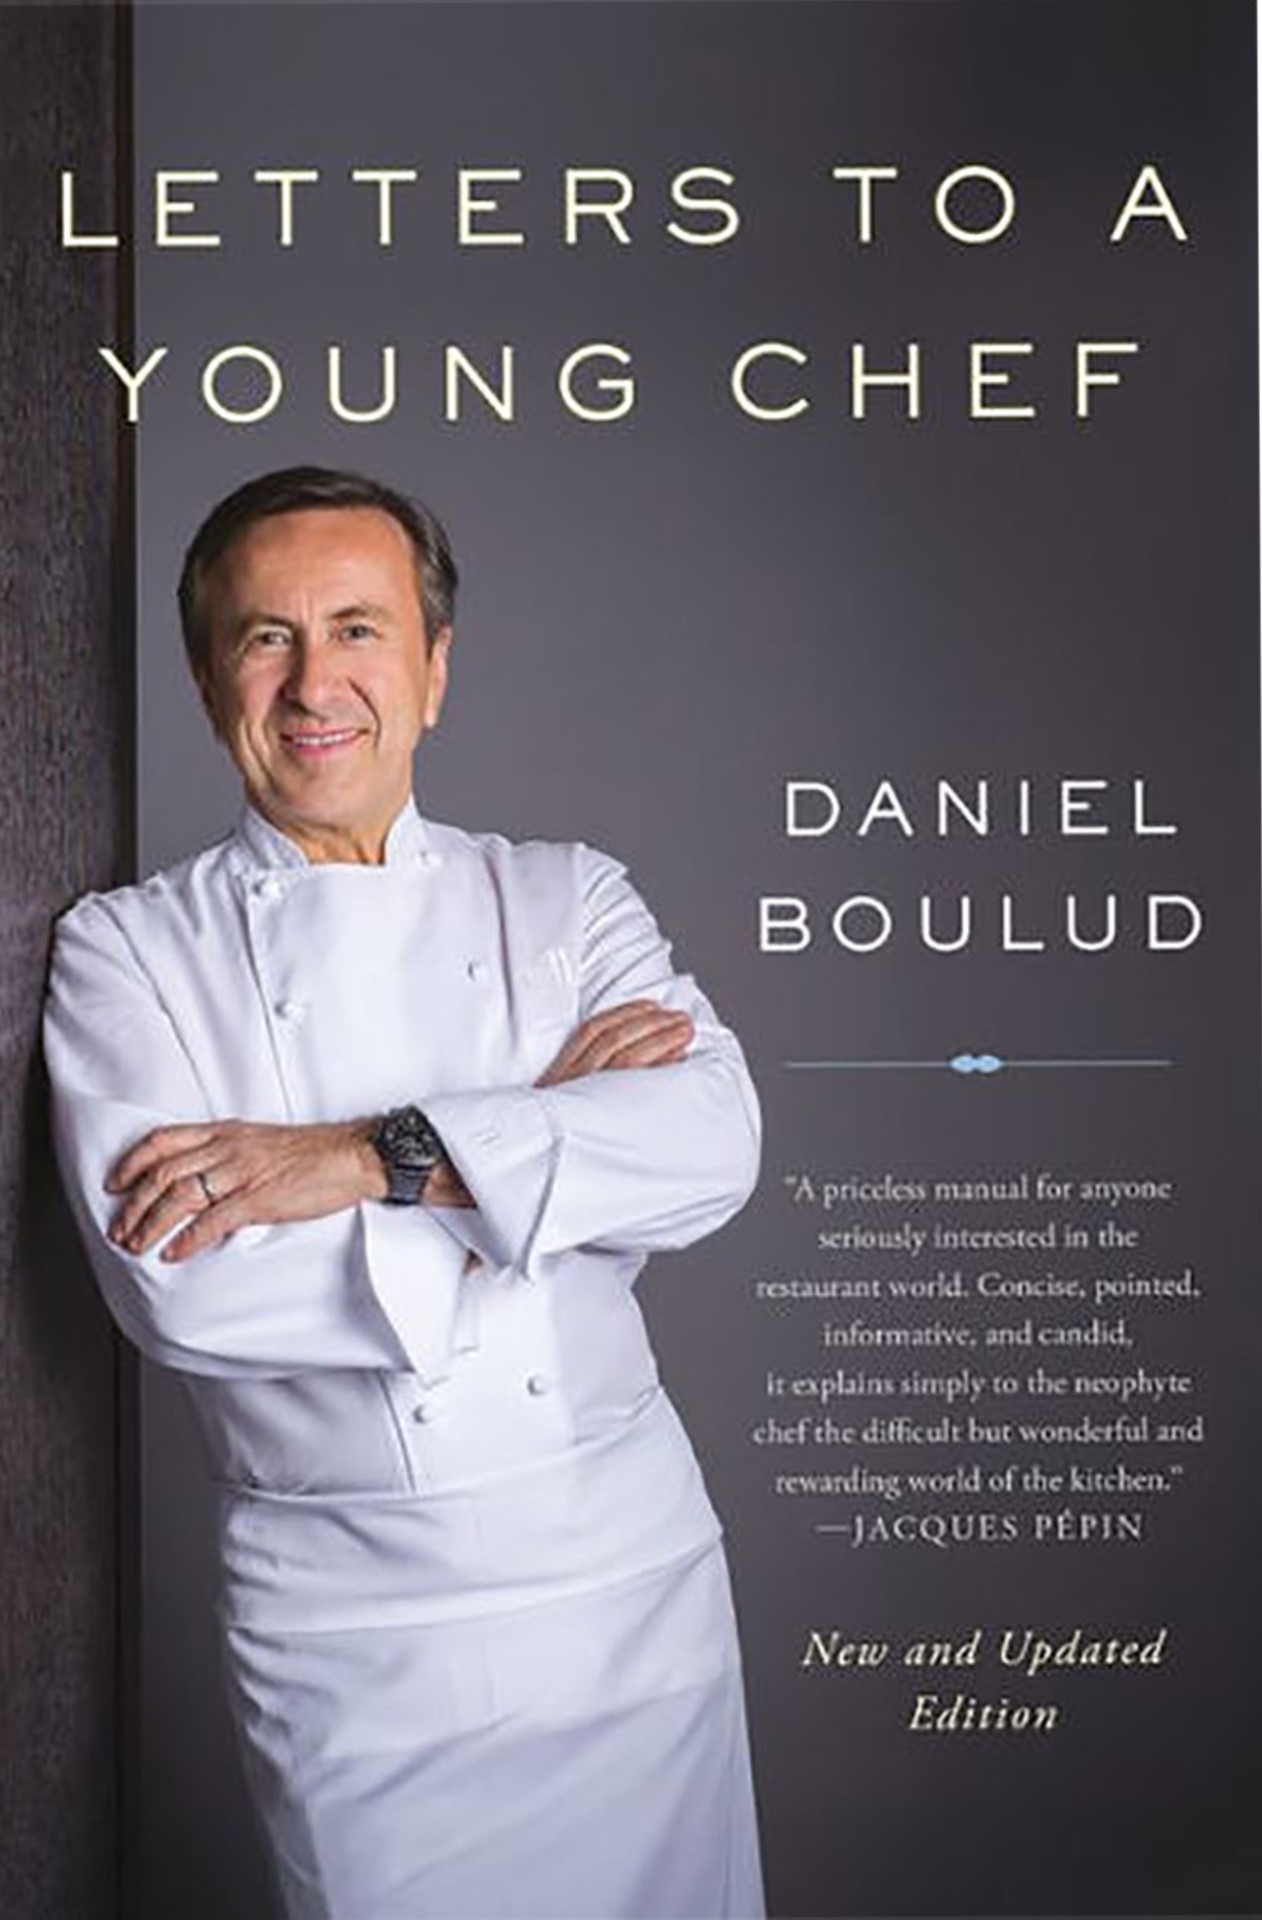 LETTERS TO A
YOUNG CHEF
DANIEL
BOULUD
"A priceless manual for anyone
seriously interested in the
restaurant world. Concise, pointed,
informative, and candid,
it explains simply to the neophyte
chef the difficult but wonderful and
rewarding world of the kitchen."
—JACQUES PÉPIN
New and Updated
Edition